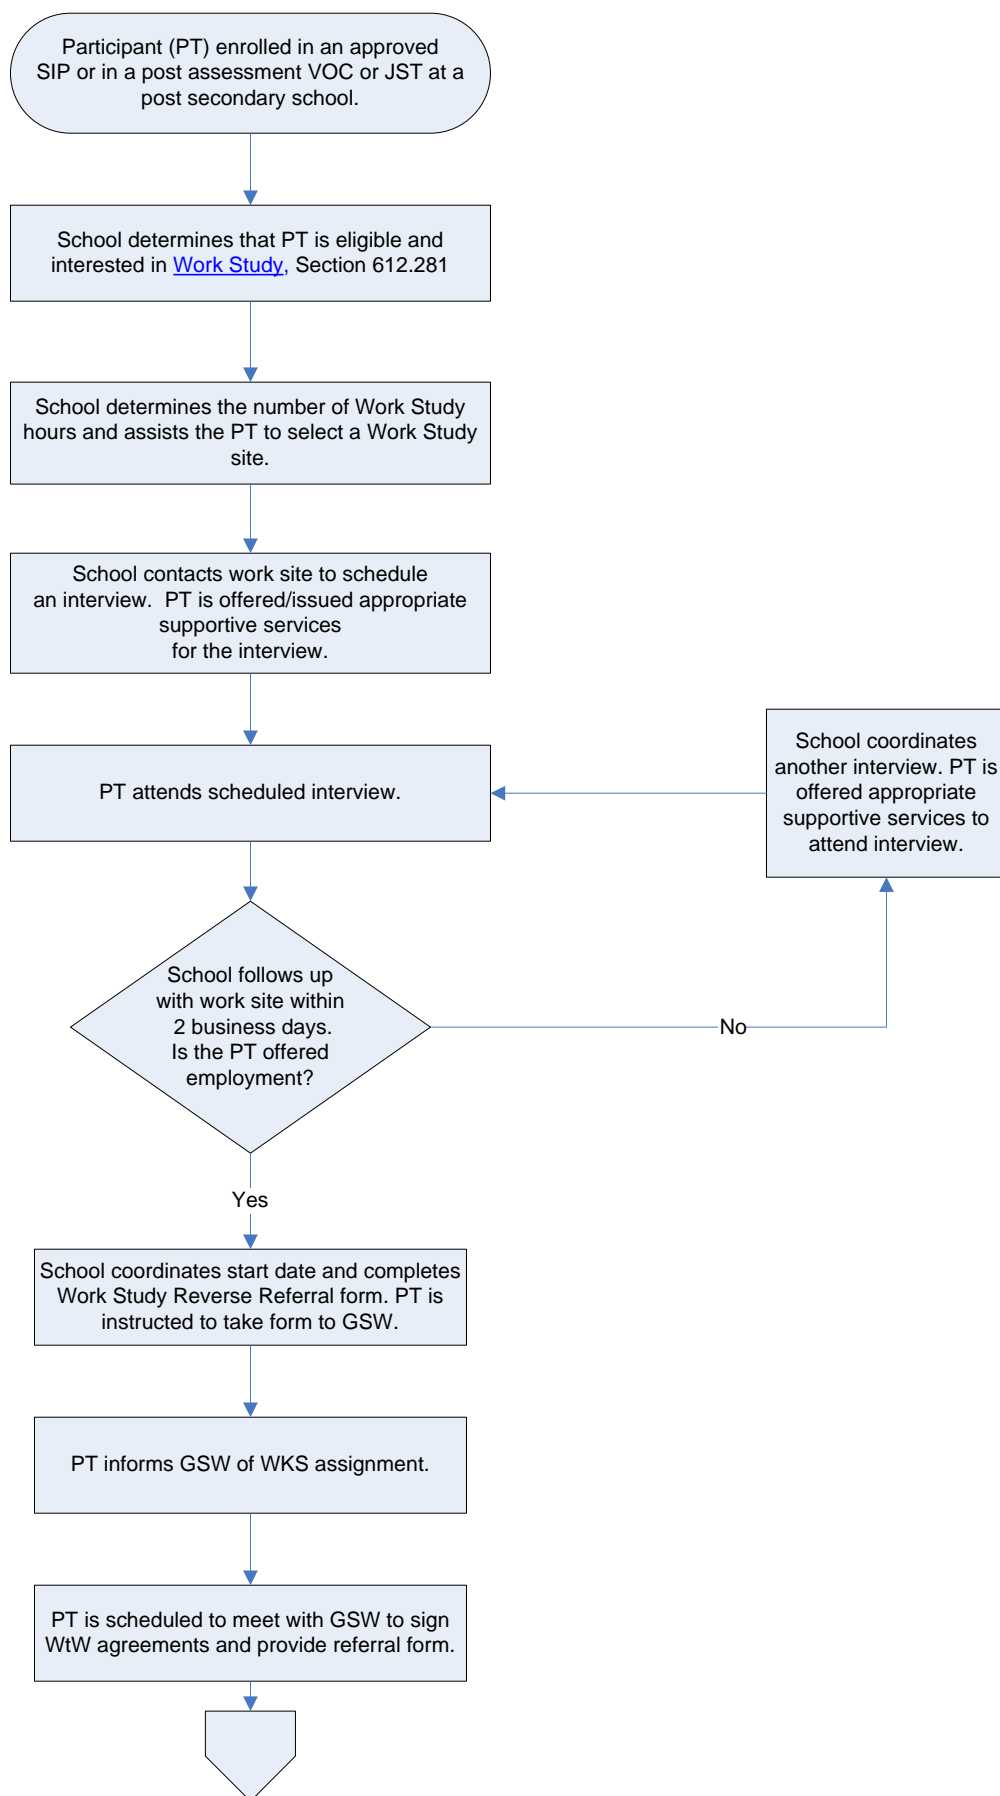 Participant (PT) enrolled in an approved
SIP or in a post assessment VOC or JST at a
post secondary school.
School determines that PT is eligible and
interested in Work Study, Section 612.281
School determines the number of Work Study
hours and assists the PT to select a Work Study
site.
School contacts work site to schedule
an interview.  PT is offered/issued appropriate
supportive services
for the interview.
PT attends scheduled interview.
School coordinates
another interview. PT is
offered appropriate
supportive services to
attend interview.
School follows up
with work site within
2 business days.
Is the PT offered
employment?
No
Yes
School coordinates start date and completes
Work Study Reverse Referral form. PT is
instructed to take form to GSW.
PT informs GSW of WKS assignment.
PT is scheduled to meet with GSW to sign
WtW agreements and provide referral form.